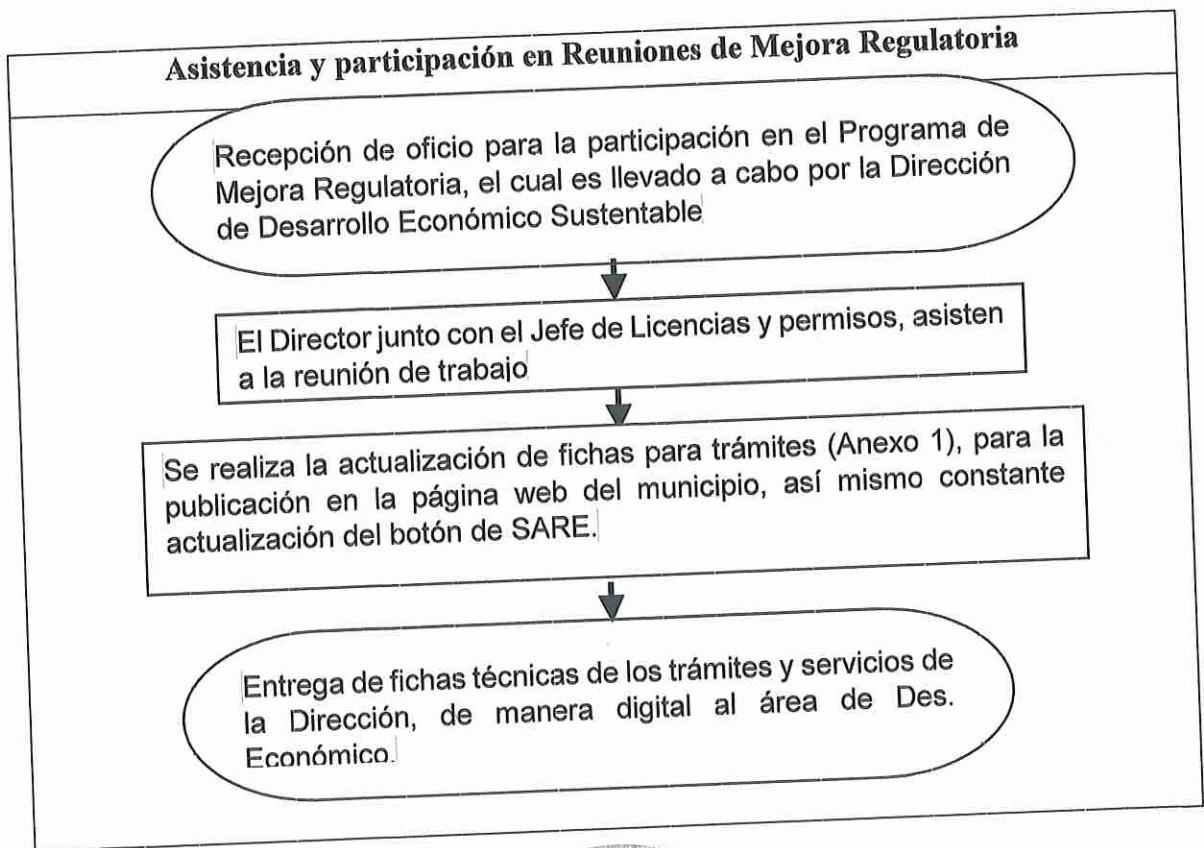 Asistencia y participación en Reuniones de Mejora Regulatoria
Recepción de oficio para la participación en el Programa de
Mejora Regulatoria, el cual es llevado a cabo por la Dirección
de Desarrollo Económico Sustentable
El Director junto con el Jefe de Licencias y permisos, asisten
a la reunión de trabajo
Se realiza la actualización de fichas para trámites (Anexo 1), para la
publicación en la página web del municipio, así mismo constante
actualización del botón de SARE.
Entrega de fichas técnicas de los trámites y servicios de
la Dirección, de manera digital al área de Des.
Económico.